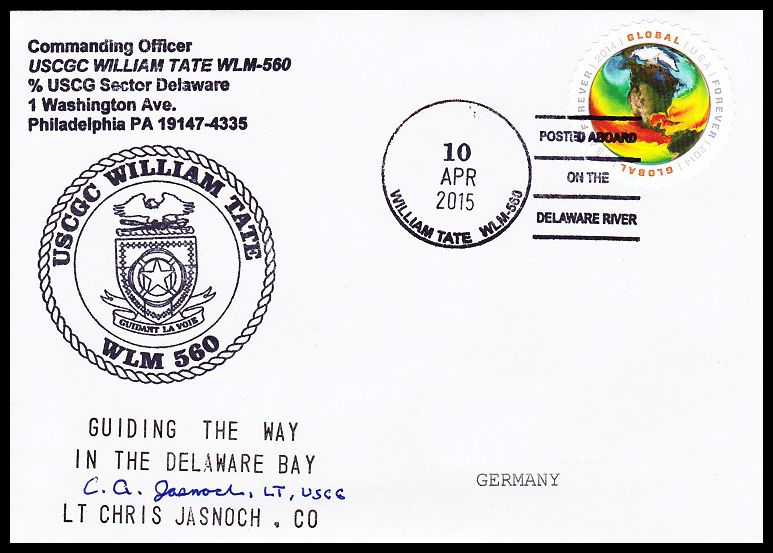 Commanding Officer
USCGC WILLIAM TATE WLM-560
% USCG Sector Delaware
1 Washington Ave.
Philadelphia PA 19147-4335
USCGC WILLIAM TATE
GUIDANT LA VOIE
WLM 560
10
APR
2015
WILLIAM TATE WLM-560
POSTED ABOARD
ON THE
DELAWARE RIVER
GLOBAL | USA | FOREVER | 2014 | GLOBAL
FOREVER | 2014 |
GUIDING THE WAY
IN THE DELAWARE BAY
C. A. Jasnoch, LT, USCG
LT CHRIS JASNOCH, CO
GERMANY